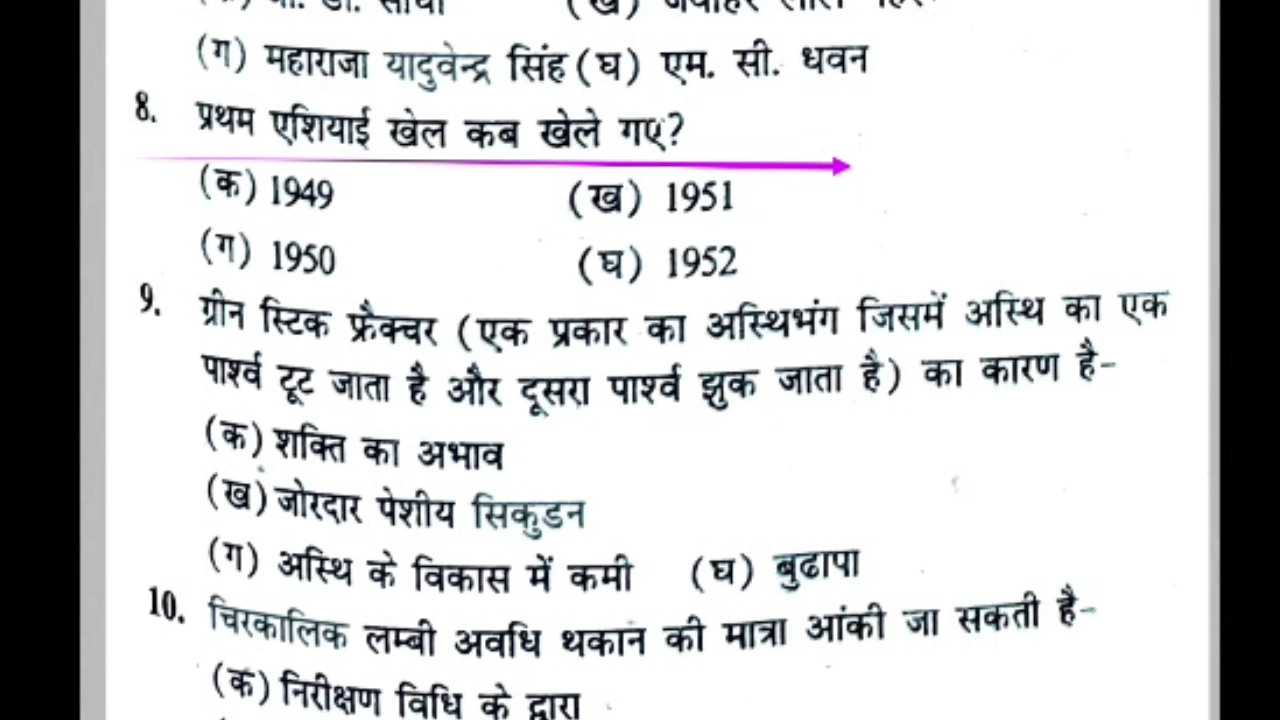 (ग) महाराजा यादुवेन्द्र सिंह (घ) एम. सी. धवन
8. प्रथम एशियाई खेल कब खेले गए?
(क) 1949 (ख) 1951
(ग) 1950 (घ) 1952
9. ग्रीन स्टिक फ्रैक्चर (एक प्रकार का अस्थिभंग जिसमें अस्थि का एक
पार्श्व टूट जाता है और दूसरा पार्श्व झुक जाता है) का कारण है-
(क) शक्ति का अभाव
(ख) जोरदार पेशीय सिकुडन
(ग) अस्थि के विकास में कमी (घ) बुढापा
10. चिरकालिक लम्बी अवधि थकान की मात्रा आंकी जा सकती है-
(क) निरीक्षण विधि के द्वारा